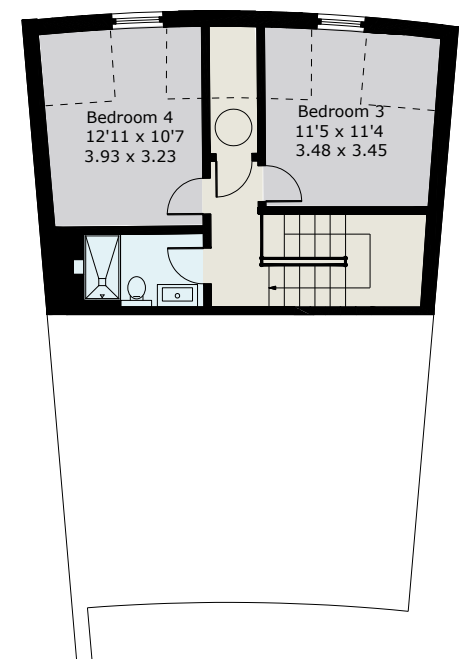 Bedroom 4
12'11 x 10'7
3.93 x 3.23
Bedroom 3
11'5 x 11'4
3.48 x 3.45